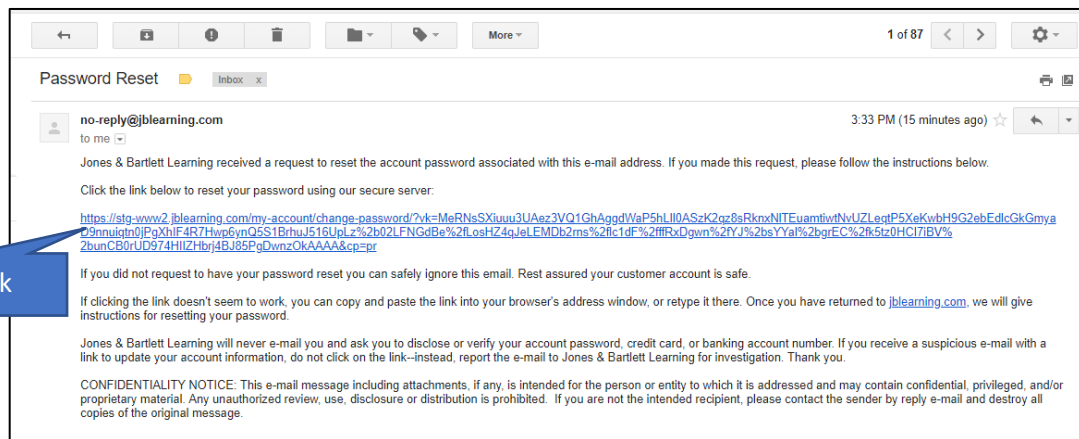 More
1 of 87
Password Reset
Inbox x
no-reply@jblearning.com
3:33 PM (15 minutes ago)
to me
Jones & Bartlett Learning received a request to reset the account password associated with this e-mail address. If you made this request, please follow the instructions below.
Click the link below to reset your password using our secure server:
https://stg-www2.jblearning.com/my-account/change-password/?vk=MeRNsSXiuuu3UAez3VQ1GhAggdWaP5hLlI0ASzK2qz8sRknxNITEuamtiwtNvUZLeqtP5XeKwbH9G2ebEdlcGkGmya
D9nnuiqtn0jPgXhIF4R7Hwp6ynQ5S1BrhuJ516UpLz%2b02LFNGdBe%2fLosHZ4qJeLEMDb2rns%2flc1dF%2fffRxDgwn%2fYJ%2bsYYaI%2bgrEC%2fk5tz0HCI7iBV%
2bunCB0rUD974HIIZHbrj4BJ85PgDwnzOkAAAA&cp=pr
k
If you did not request to have your password reset you can safely ignore this email. Rest assured your customer account is safe.
If clicking the link doesn't seem to work, you can copy and paste the link into your browser's address window, or retype it there. Once you have returned to jblearning.com, we will give
instructions for resetting your password.
Jones & Bartlett Learning will never e-mail you and ask you to disclose or verify your account password, credit card, or banking account number. If you receive a suspicious e-mail with a
link to update your account information, do not click on the link--instead, report the e-mail to Jones & Bartlett Learning for investigation. Thank you.
CONFIDENTIALITY NOTICE: This e-mail message including attachments, if any, is intended for the person or entity to which it is addressed and may contain confidential, privileged, and/or
proprietary material. Any unauthorized review, use, disclosure or distribution is prohibited. If you are not the intended recipient, please contact the sender by reply e-mail and destroy all
copies of the original message.